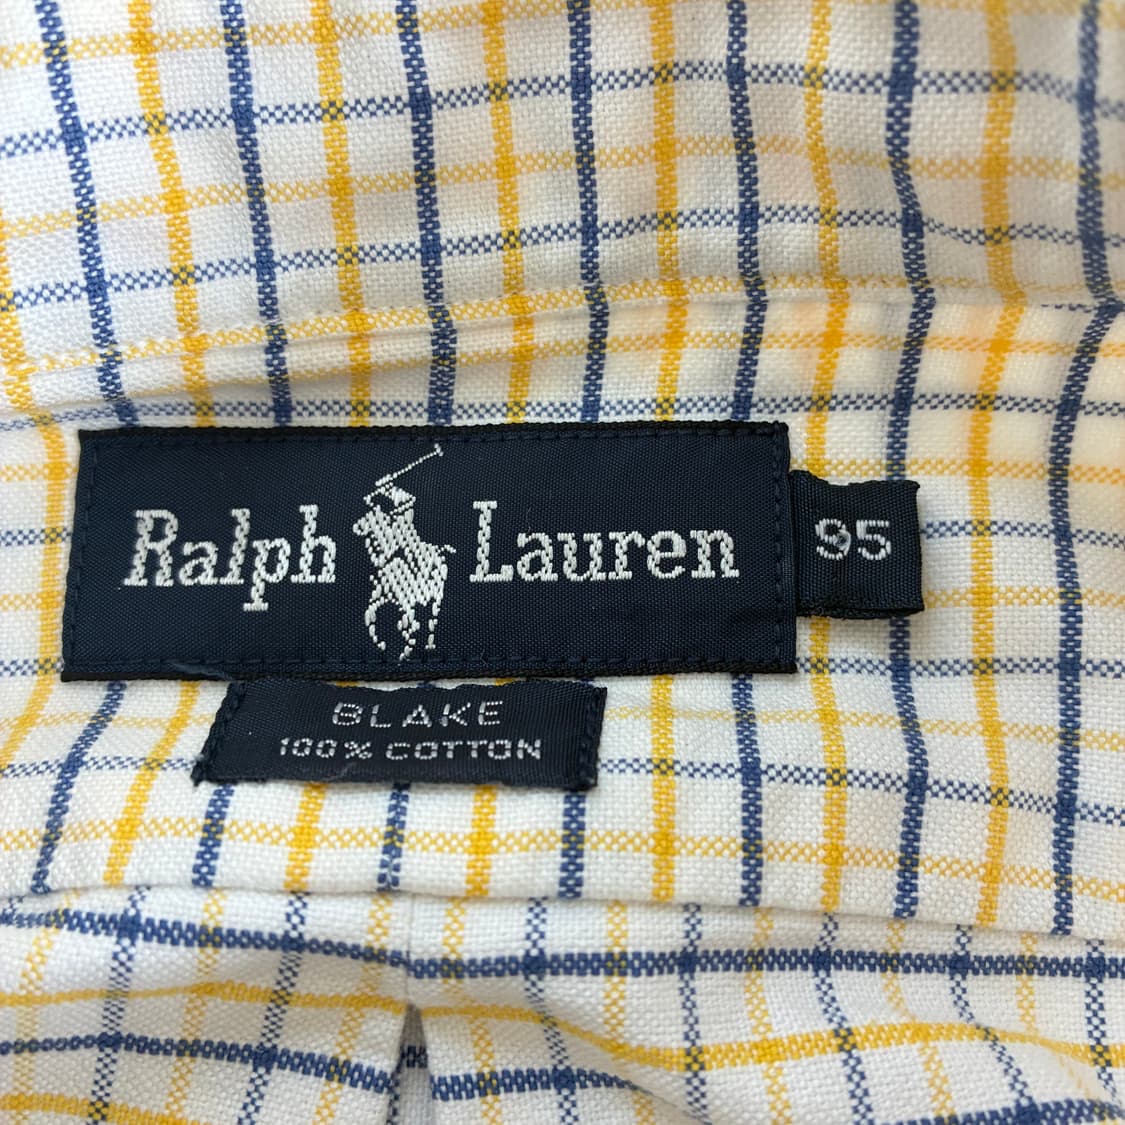 Ralph Lauren
95
BLAKE
100% COTTON